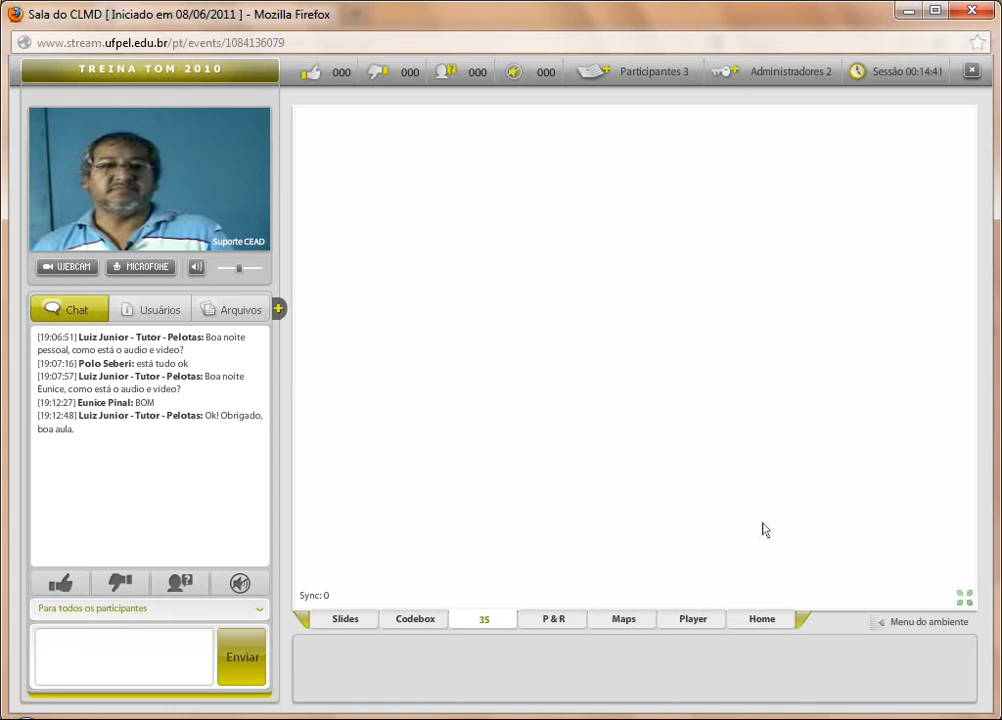 Sala do CLMD [ Iniciado em 08/06/2011 ] - Mozilla Firefox
www.stream.ufpel.edu.br/pt/events/1084136079
TREINA TOM 2010
000
000
000
000
Participantes 3
Administradores 2
Sessão 00:14:41
Suporte CEAD
WEBCAM
MICROFONE
Chat
Usuários
Arquivos
[19:06:51] Luiz Junior - Tutor - Pelotas: Boa noite
pessoal, como está o audio e video?
[19:07:16] Polo Seberi: está tudo ok
[19:07:57] Luiz Junior - Tutor - Pelotas: Boa noite
Eunice, como está o audio e vídeo?
[19:12:27] Eunice Pinal: BOM
[19:12:48] Luiz Junior - Tutor - Pelotas: Ok! Obrigado,
boa aula.
Para todos os participantes
Enviar
Sync: 0
Slides
Codebox
3S
P & R
Maps
Player
Home
Menu do ambiente